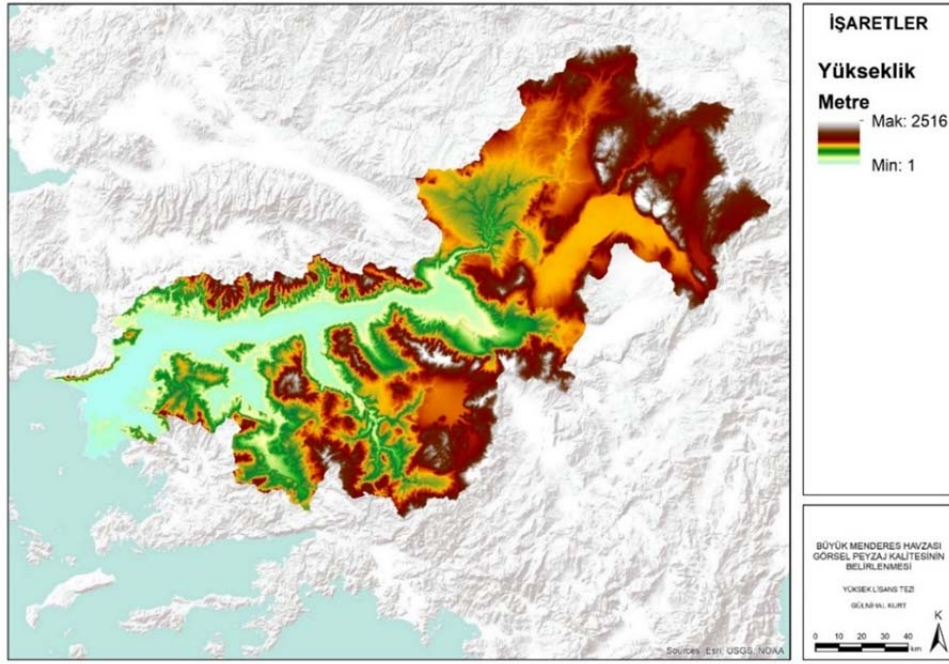 İŞARETLER
Yükseklik
Metre
Mak: 2516
Min: 1
BÜYÜK MENDERES HAVZASI
GÖRSEL PEYZAJ KALİTESİNİN
BELİRLENMESİ
YÜKSEK LİSANS TEZİ
GÜLNİHAL KURT
K
0 10 20 30 40
km
Sources: Esri, USGS, NOAA